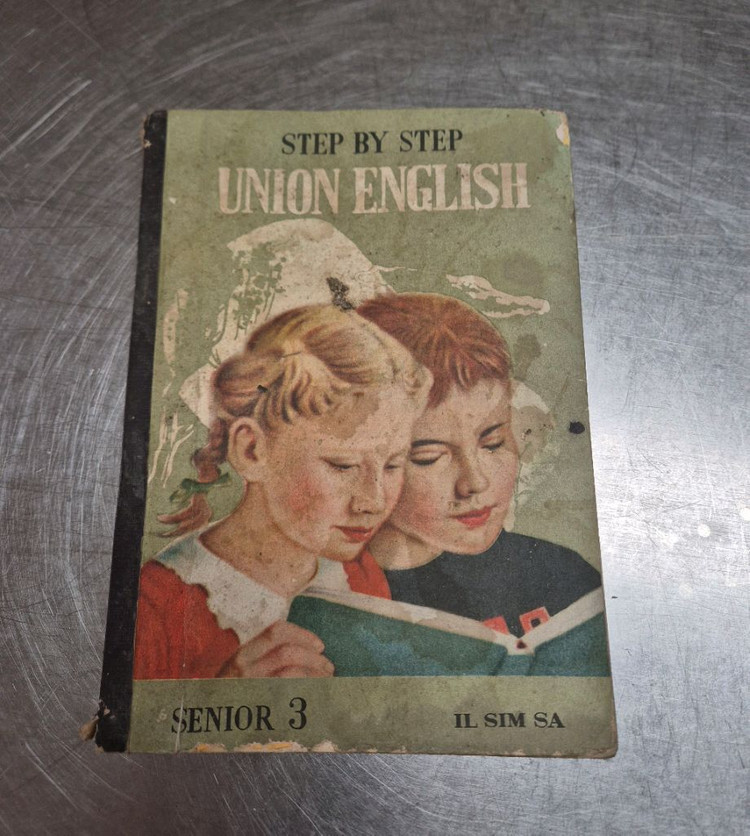 STEP BY STEP
UNION ENGLISH
SENIOR 3
IL SIM SA